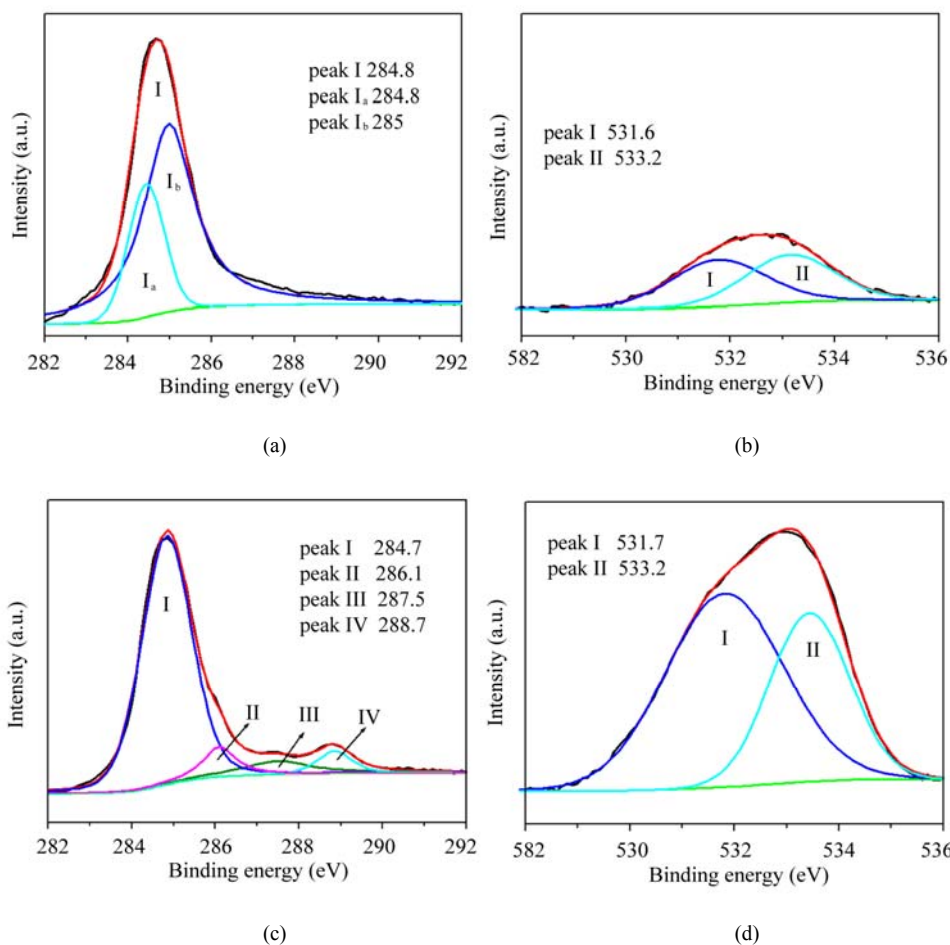 peak I 284.8
peak Iₐ 284.8
peak I_b 285
I
I_b
Iₐ
Intensity (a.u.)
282 284 286 288 290 292
Binding energy (eV)
(a)
peak I 531.6
peak II 533.2
I
II
Intensity (a.u.)
582 530 532 534 536
Binding energy (eV)
(b)
peak I 284.7
peak II 286.1
peak III 287.5
peak IV 288.7
I
II
III
IV
Intensity (a.u.)
282 284 286 288 290 292
Binding energy (eV)
(c)
peak I 531.7
peak II 533.2
I
II
Intensity (a.u.)
582 530 532 534 536
Binding energy (eV)
(d)